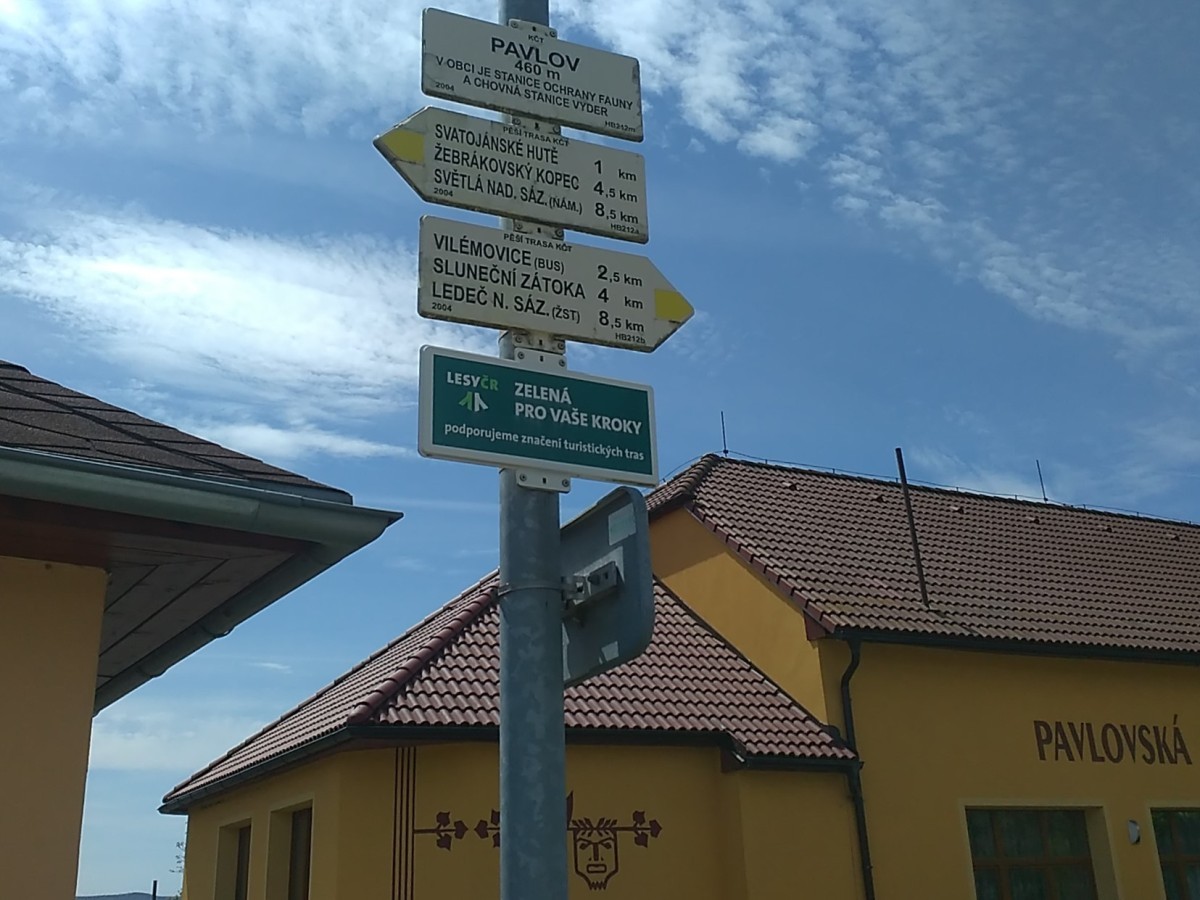 KČT
PAVLOV
460 m
V OBCI JE STANICE OCHRANY FAUNY
A CHOVNÁ STANICE VYDER
2004
HB212m
PĚŠÍ TRASA KČT
SVATOJÁNSKÉ HUTĚ 1 km
ŽEBRÁKOVSKÝ KOPEC 4,5 km
SVĚTLÁ NAD. SÁZ. (NÁM.) 8,5 km
2004
HB212a
PĚŠÍ TRASA KČT
VILÉMOVICE (BUS) 2,5 km
SLUNEČNÍ ZÁTOKA 4 km
LEDEČ N. SÁZ. (ŽST) 8,5 km
2004
HB212b
LESY ČR
ZELENÁ
PRO VAŠE KROKY
podporujeme značení turistických tras
PAVLOVSKÁ